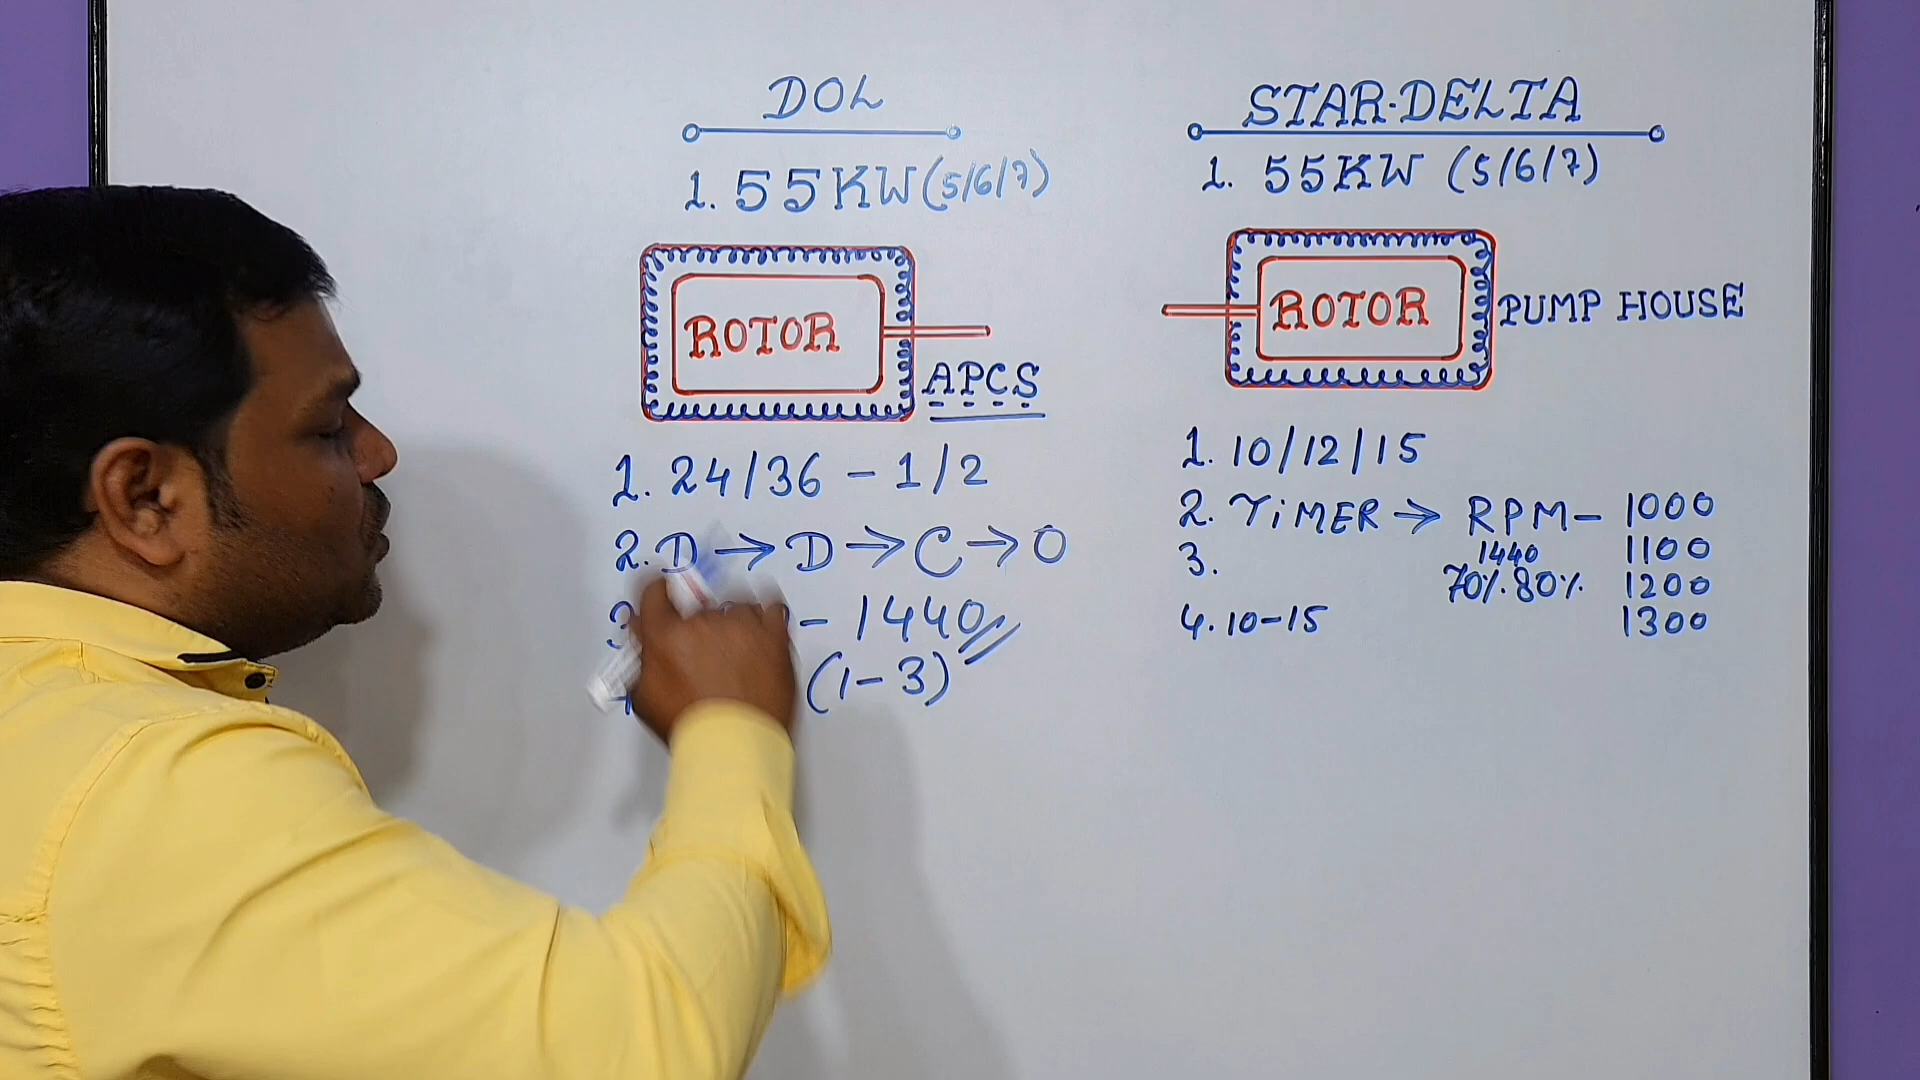 DOL
1. 55KW (5/6/7)
ROTOR
APCS
1. 24/36 - 1/2
2. D → D → C → O
3 - 1440
(1-3)
STAR-DELTA
1. 55KW (5/6/7)
ROTOR
PUMP HOUSE
1. 10/12/15
2. TiMER → RPM - 1000
3. 1440 1100
70%. 80% 1200
4. 10-15 1300